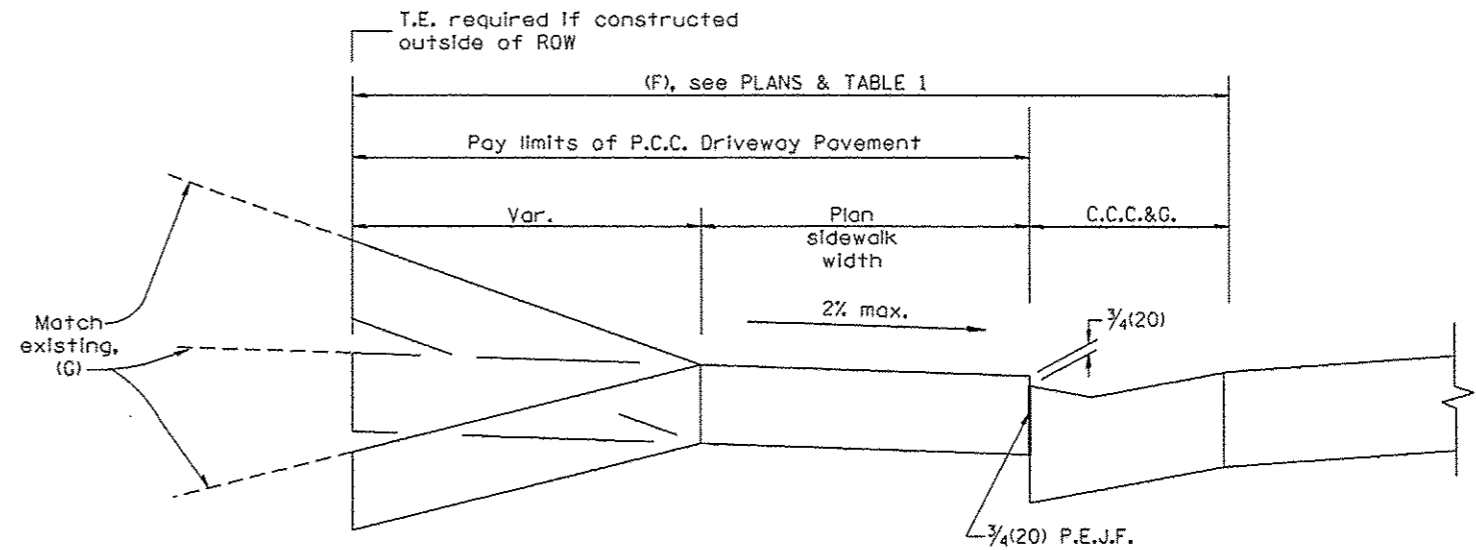 T.E. required if constructed
outside of ROW
(F), see PLANS & TABLE 1
Pay limits of P.C.C. Driveway Pavement
Var.
Plan
sidewalk
width
C.C.C.&G.
2% max.
¾(20)
Match
existing,
(G)
¾(20) P.E.J.F.